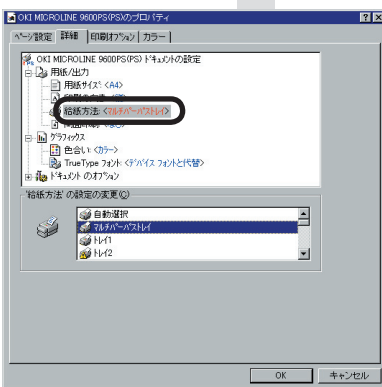 OKI MICROLINE 9600PS(PS)のプロパティ
ページ設定 詳細 印刷オプション カラー
OKI MICROLINE 9600PS(PS) ドキュメントの設定
用紙/出力
用紙サイズ: <A4>
給紙方法: <マルチパーパストレイ>
グラフィックス
色合い: <カラー>
TrueType フォント: <デバイス フォントと代替>
ドキュメント のオプション
'給紙方法' の設定の変更(C)
自動選択
マルチパーパストレイ
トレイ1
トレイ2
OK キャンセル